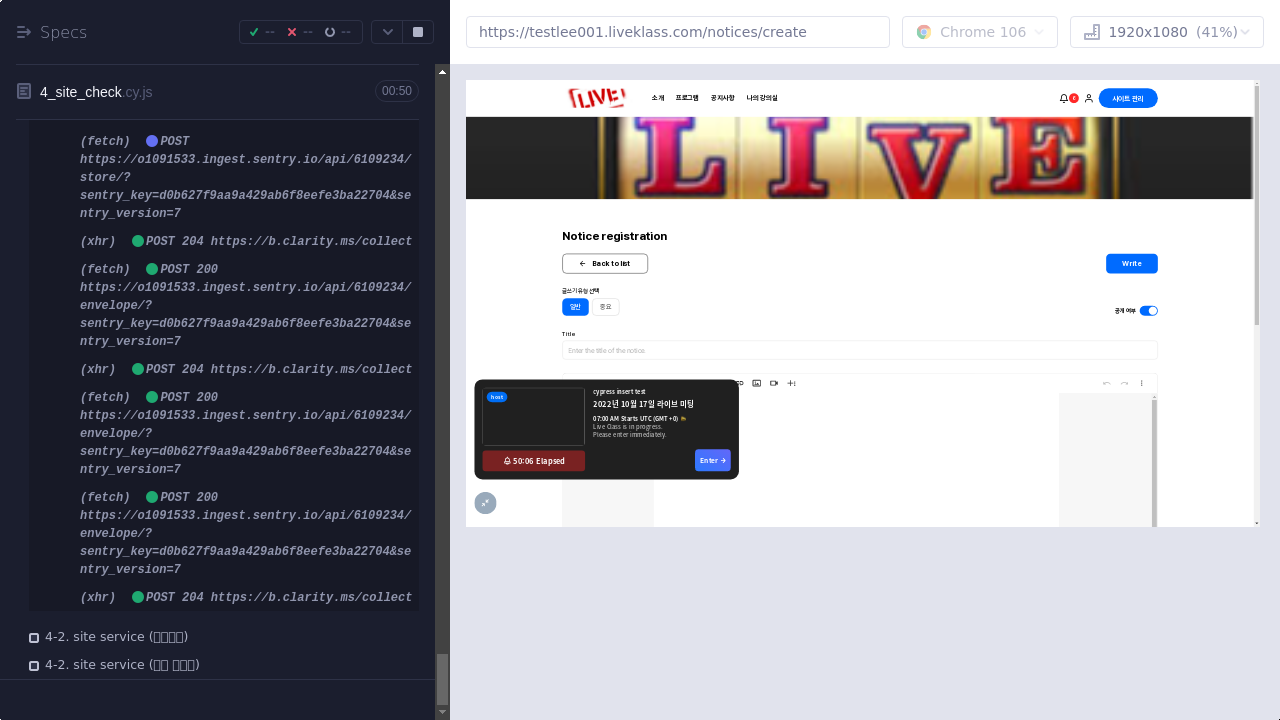 Specs
--
--
--
https://testlee001.liveklass.com/notices/create
Chrome 106
1920x1080 (41%)
4_site_check.cy.js
00:50
(fetch) POST
https://o1091533.ingest.sentry.io/api/6109234/
store/?
sentry_key=d0b627f9aa9a429ab6f8eefe3ba22704&se
ntry_version=7
(xhr) POST 204 https://b.clarity.ms/collect
(fetch) POST 200
https://o1091533.ingest.sentry.io/api/6109234/
envelope/?
sentry_key=d0b627f9aa9a429ab6f8eefe3ba22704&se
ntry_version=7
(xhr) POST 204 https://b.clarity.ms/collect
(fetch) POST 200
https://o1091533.ingest.sentry.io/api/6109234/
envelope/?
sentry_key=d0b627f9aa9a429ab6f8eefe3ba22704&se
ntry_version=7
(fetch) POST 200
https://o1091533.ingest.sentry.io/api/6109234/
envelope/?
sentry_key=d0b627f9aa9a429ab6f8eefe3ba22704&se
ntry_version=7
(xhr) POST 204 https://b.clarity.ms/collect
4-2. site service
4-2. site service
LIVE!
소개 프로그램 공지사항 나의 강의실
사이트 관리
LIVE
Notice registration
← Back to list
Write
글쓰기 유형 선택
일반 중요
공개 여부
Title
Enter the title of the notice.
host
cypress insert test
2022년 10월 17일 라이브 미팅
07:00 AM Starts UTC (GMT+0)
Live Class is in progress.
Please enter immediately.
50:06 Elapsed
Enter →